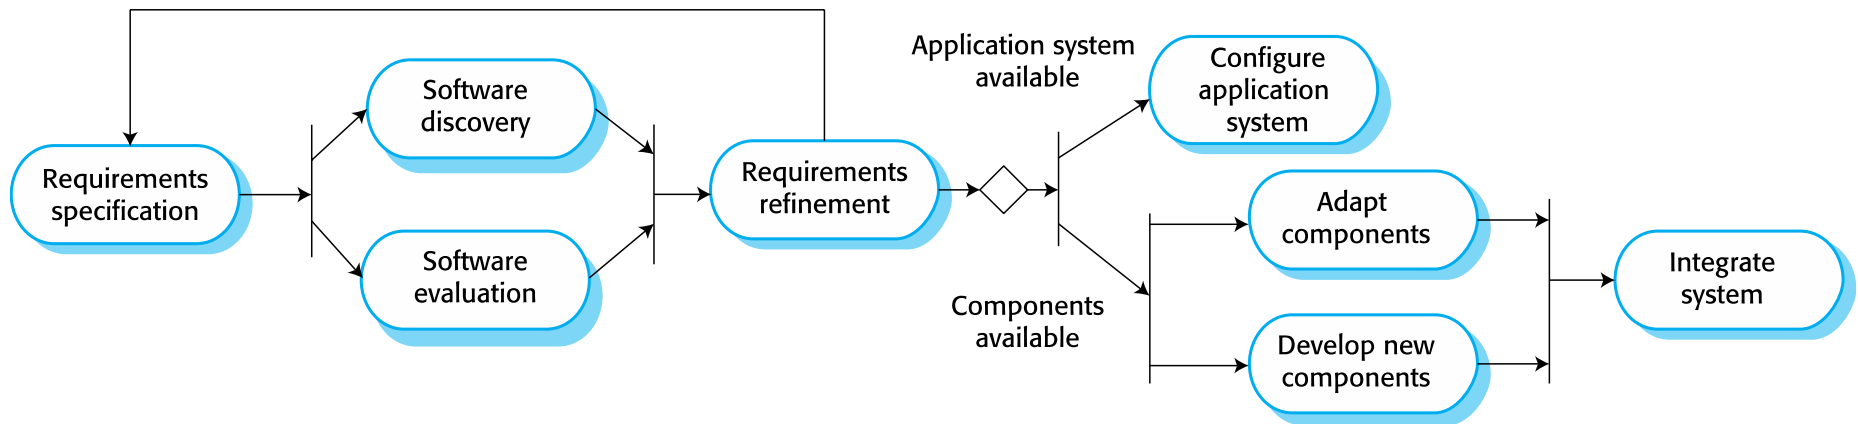 Requirements
specification
Software
discovery
Software
evaluation
Requirements
refinement
Application system
available
Configure
application
system
Components
available
Adapt
components
Develop new
components
Integrate
system